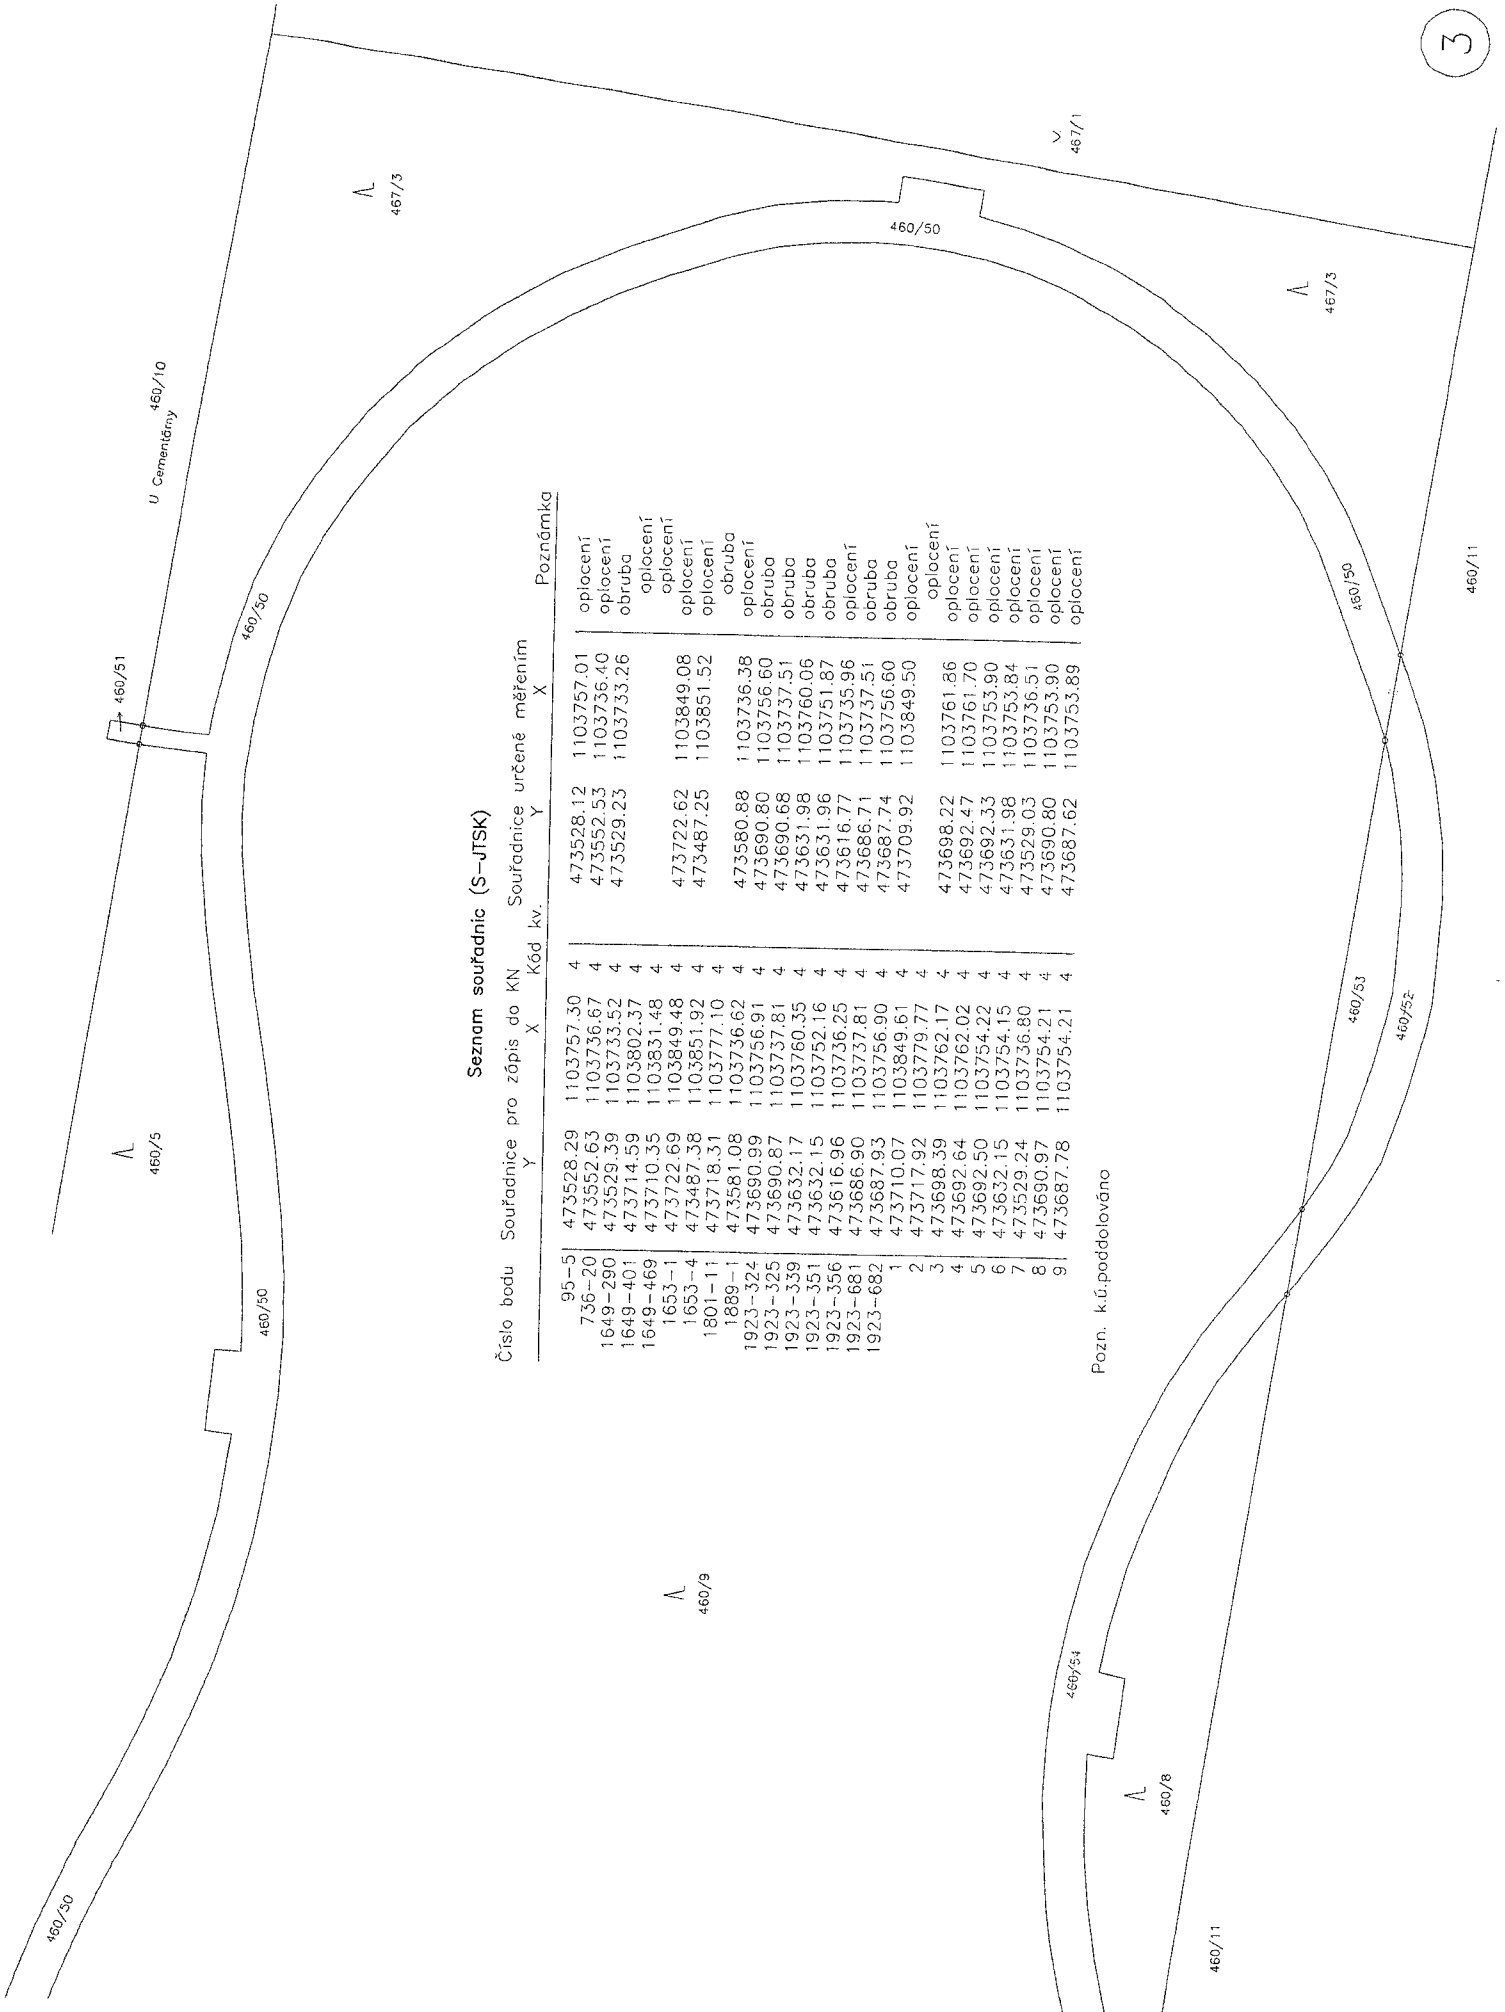 3
460/51
U Cementárny 460/10
467/3
467/1
460/50
460/50
467/3
460/5
460/50
460/50
Seznam souřadnic (S-JTSK)
Číslo bodu Souřadnice pro zápis do KN Souřadnice určené měřením
Y X Kód kv. Y X Poznámka
95-5 473528.29 1103757.30 4 473528.12 1103757.01 oplocení
736-20 473552.63 1103736.67 4 473552.53 1103736.40 oplocení
1649-290 473529.39 1103733.52 4 473529.23 1103733.26 obruba
1649-401 473714.59 1103802.37 4 oplocení
1649-469 473710.35 1103831.48 4 oplocení
1653-1 473722.69 1103849.48 4 473722.62 1103849.08 oplocení
1653-4 473487.38 1103851.92 4 473487.25 1103851.52 oplocení
1801-11 473718.31 1103777.10 4 obruba
1889-1 473581.08 1103736.62 4 473580.88 1103736.38 oplocení
1923-324 473690.99 1103756.91 4 473690.80 1103756.60 obruba
1923-325 473690.87 1103737.81 4 473690.68 1103737.51 obruba
1923-339 473632.17 1103760.35 4 473631.98 1103760.06 obruba
1923-351 473632.15 1103752.16 4 473631.96 1103751.87 obruba
1923-356 473616.96 1103736.25 4 473616.77 1103735.96 oplocení
1923-681 473686.90 1103737.81 4 473686.71 1103737.51 obruba
1923-682 473687.93 1103756.90 4 473687.74 1103756.60 obruba
1 473710.07 1103849.61 4 473709.92 1103849.50 oplocení
2 473717.92 1103779.77 4 oplocení
3 473698.39 1103762.17 4 473698.22 1103761.86 oplocení
4 473692.64 1103762.02 4 473692.47 1103761.70 oplocení
5 473692.50 1103754.22 4 473692.33 1103753.90 oplocení
6 473632.15 1103754.15 4 473631.98 1103753.84 oplocení
7 473529.24 1103736.80 4 473529.03 1103736.51 oplocení
8 473690.97 1103754.21 4 473690.80 1103753.90 oplocení
9 473687.78 1103754.21 4 473687.62 1103753.89 oplocení
Pozn. k.ú.poddolováno
460/9
460/50
460/11
460/53
460/52
460/54
460/8
460/11